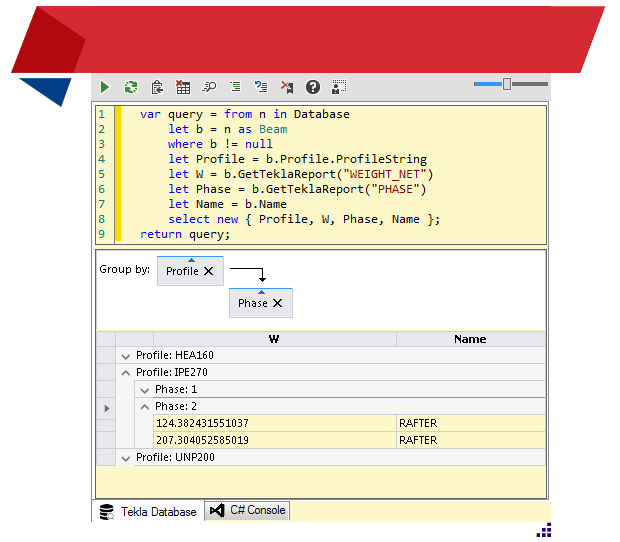 1 var query = from n in Database
2 let b = n as Beam
3 where b != null
4 let Profile = b.Profile.ProfileString
5 let W = b.GetTeklaReport("WEIGHT_NET")
6 let Phase = b.GetTeklaReport("PHASE")
7 let Name = b.Name
8 select new { Profile, W, Phase, Name };
9 return query;
Group by: Profile
Phase
W Name
Profile: HEA160
Profile: IPE270
Phase: 1
Phase: 2
124.382431551037 RAFTER
207.304052585019 RAFTER
Profile: UNP200
Tekla Database C# Console